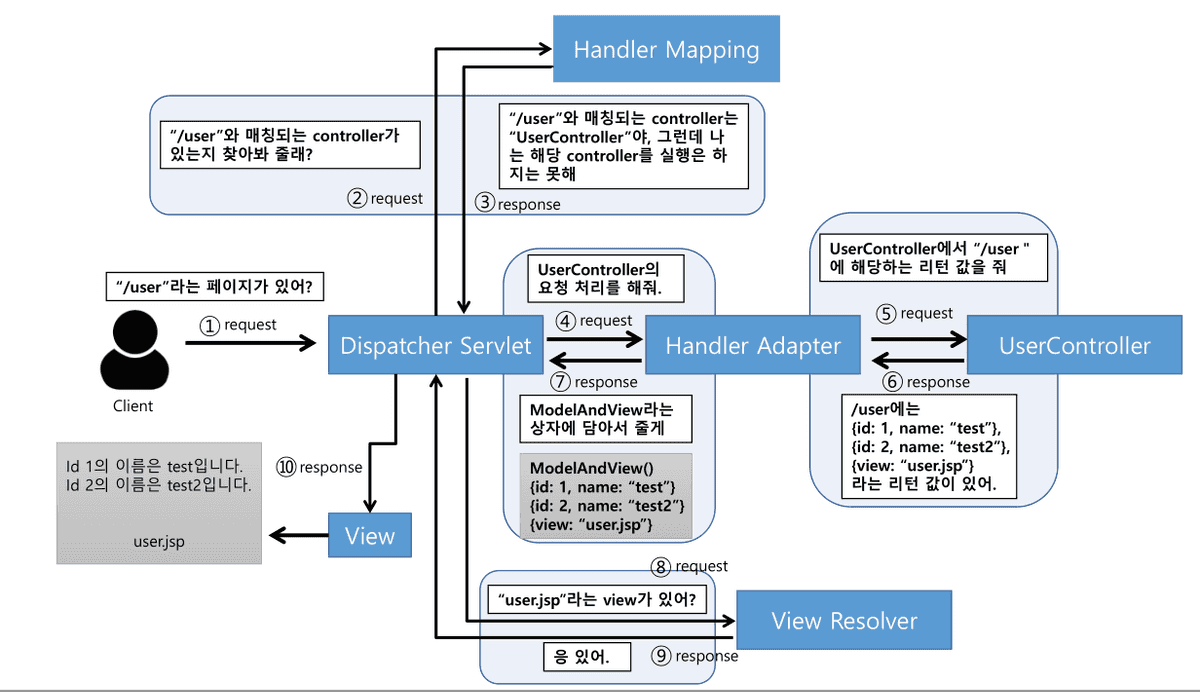 Handler Mapping
“/user”와 매칭되는 controller가
있는지 찾아봐 줄래?
“/user”와 매칭되는 controller는
“UserController”야, 그런데 나
는 해당 controller를 실행은 하
지는 못해
② request
③ response
“/user”라는 페이지가 있어?
① request
Client
Dispatcher Servlet
UserController의
요청 처리를 해줘.
④ request
⑦ response
Handler Adapter
UserController에서 “/user "
에 해당하는 리턴 값을 줘
⑤ request
⑥ response
UserController
ModelAndView라는
상자에 담아서 줄게
ModelAndView()
{id: 1, name: “test”}
{id: 2, name: “test2”}
{view: “user.jsp”}
/user에는
{id: 1, name: “test”},
{id: 2, name: “test2”},
{view: “user.jsp”}
라는 리턴 값이 있어.
⑩ response
Id 1의 이름은 test입니다.
Id 2의 이름은 test2입니다.
user.jsp
View
⑧ request
“user.jsp”라는 view가 있어?
View Resolver
응 있어.
⑨ response